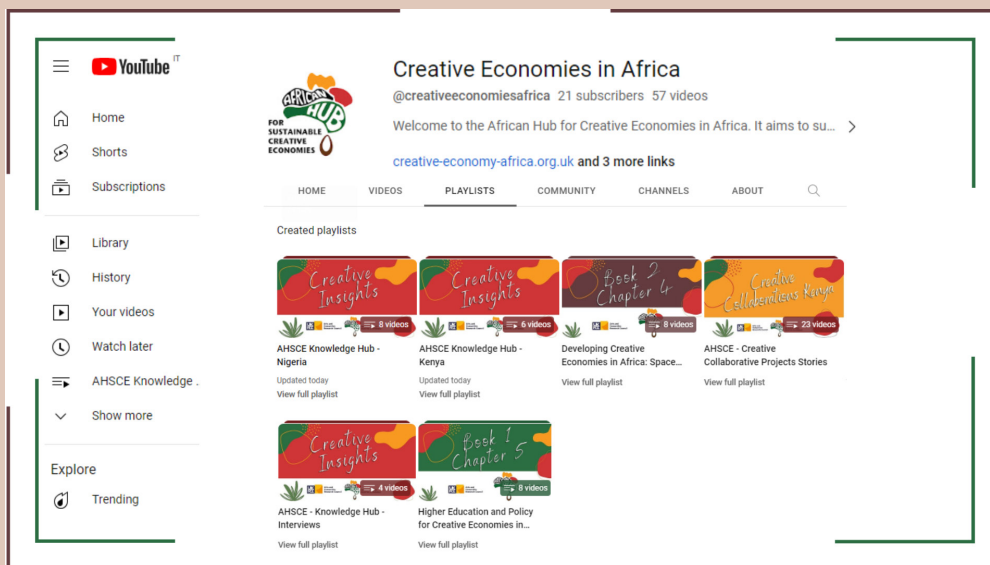 YouTube IT
Home
Shorts
Subscriptions
Library
History
Your videos
Watch later
AHSCE Knowledge .
Show more
Explore
Trending
AFRICAN
HUB
FOR
SUSTAINABLE
CREATIVE
ECONOMIES
Creative Economies in Africa
@creativeeconomiesafrica 21 subscribers 57 videos
Welcome to the African Hub for Creative Economies in Africa. It aims to su...
creative-economy-africa.org.uk and 3 more links
HOME VIDEOS PLAYLISTS COMMUNITY CHANNELS ABOUT
Created playlists
Creative
Insights
8 videos
AHSCE Knowledge Hub -
Nigeria
Updated today
View full playlist
Creative
Insights
6 videos
AHSCE Knowledge Hub -
Kenya
Updated today
View full playlist
Book 2
Chapter 4
8 videos
Developing Creative
Economies in Africa: Space...
View full playlist
Creative
Collaborations Kenya
23 videos
AHSCE - Creative
Collaborative Projects Stories
View full playlist
Creative
Insights
4 videos
AHSCE - Knowledge Hub -
Interviews
View full playlist
Book 1
Chapter 5
8 videos
Higher Education and Policy
for Creative Economies in...
View full playlist